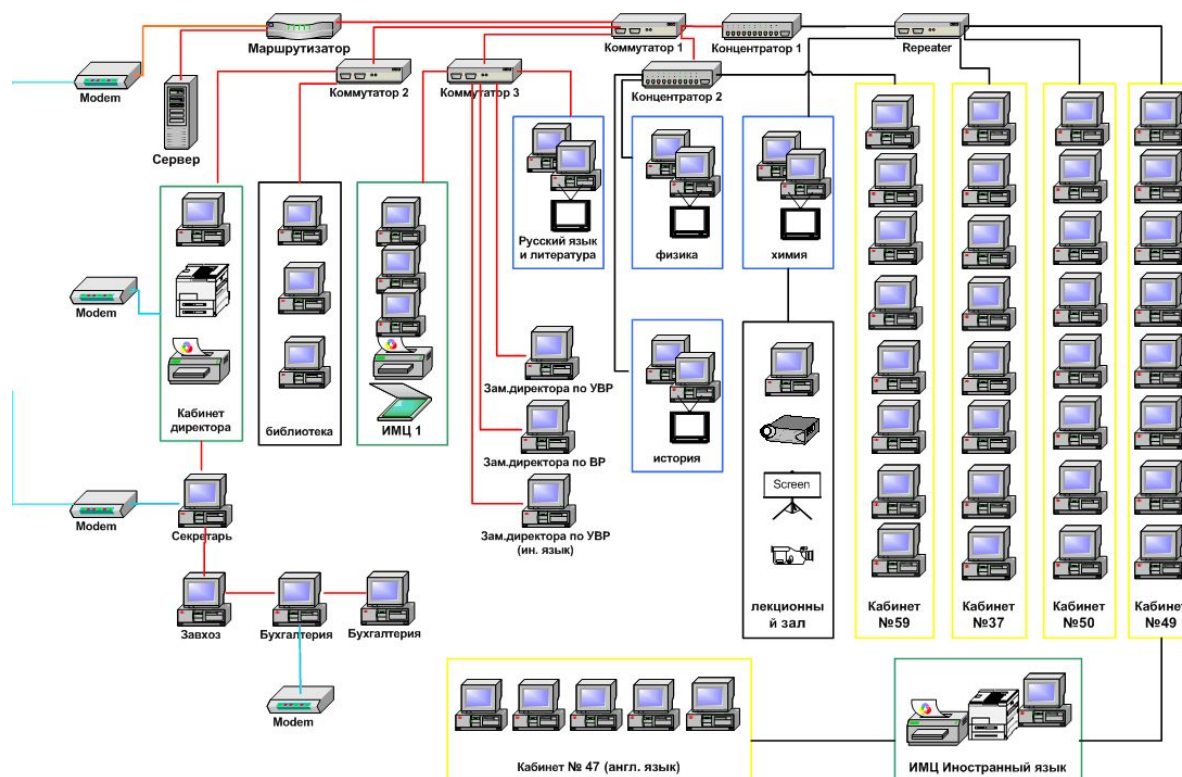 Маршрутизатор
Коммутатор 1
Концентратор 1
Repeater
Modem
Коммутатор 2
Коммутатор 3
Концентратор 2
Сервер
Русский язык
и литература
физика
химия
Modem
Зам.директора по УВР
Кабинет
директора
библиотека
ИМЦ 1
Зам.директора по ВР
история
Screen
Modem
Секретарь
Зам.директора по УВР
(ин. язык)
лекционны
й зал
Кабинет
№59
Кабинет
№37
Кабинет
№50
Кабинет
№49
Завхоз
Бухгалтерия
Бухгалтерия
Modem
Кабинет № 47 (англ. язык)
ИМЦ Иностранный язык